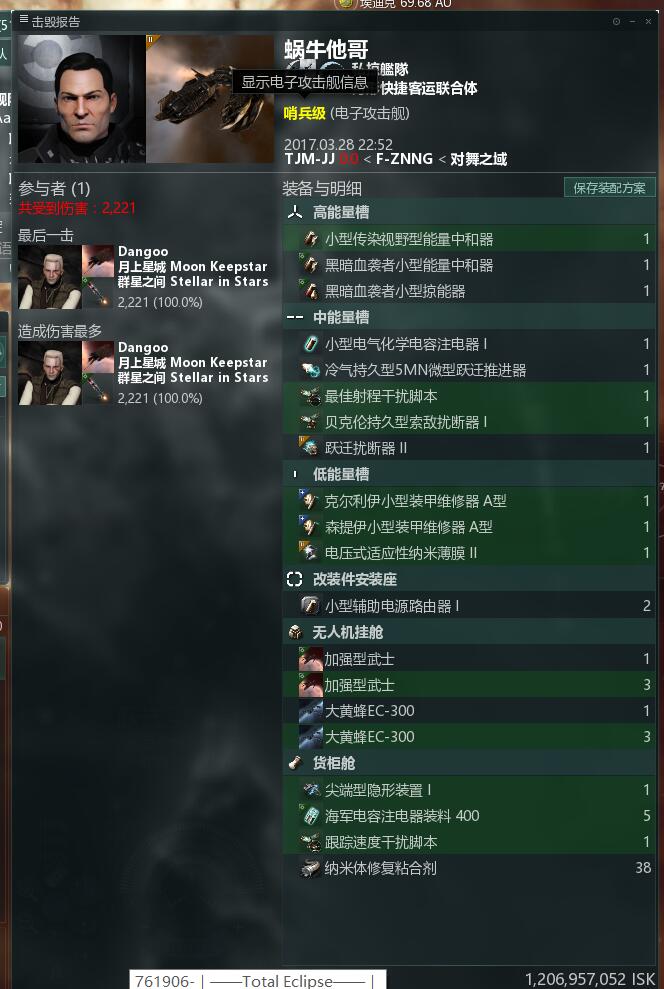 埃迪克 69.68 AU
击毁报告
蜗牛他哥
私掠艦隊
显示电子攻击舰信息
快捷客运联合体
哨兵级 (电子攻击舰)
2017.03.28 22:52
TJM-JJ 0.0 < F-ZNNG < 对舞之域
参与者 (1)
共受到伤害：2,221
最后一击
Dangoo
月上星城 Moon Keepstar
群星之间 Stellar in Stars
2,221 (100.0%)
造成伤害最多
Dangoo
月上星城 Moon Keepstar
群星之间 Stellar in Stars
2,221 (100.0%)
装备与明细
保存装配方案
高能量槽
小型传染视野型能量中和器 1
黑暗血袭者小型能量中和器 1
黑暗血袭者小型掠能器 1
中能量槽
小型电气化学电容注电器 I 1
冷气持久型5MN微型跃迁推进器 1
最佳射程干扰脚本 1
贝克伦持久型索敌扰断器 I 1
跃迁扰断器 II 1
低能量槽
克尔利伊小型装甲维修器 A型 1
森提伊小型装甲维修器 A型 1
电压式适应性纳米薄膜 II 1
改装件安装座
小型辅助电源路由器 I 2
无人机挂舱
加强型武士 1
加强型武士 3
大黄蜂EC-300 1
大黄蜂EC-300 3
货柜舱
尖端型隐形装置 I 1
海军电容注电器装料 400 5
跟踪速度干扰脚本 1
纳米体修复粘合剂 38
761906-丨——Total Eclipse——丨
1,206,957,052 ISK